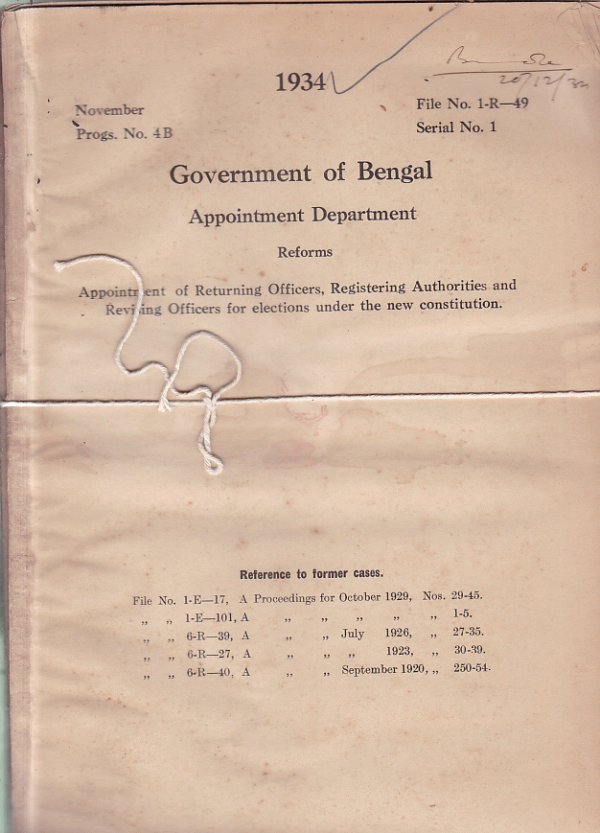 1934
20/12/34
November
File No. 1-R—49
Progs. No. 4B
Serial No. 1
Government of Bengal
Appointment Department
Reforms
Appointment of Returning Officers, Registering Authorities and
Revising Officers for elections under the new constitution.
Reference to former cases.
File No. 1-E—17, A Proceedings for October 1929, Nos. 29-45.
„ „ 1-E—101, A „ „ „ „ „ 1-5.
„ „ 6-R—39, A „ „ July 1926, „ 27-35.
„ „ 6-R—27, A „ „ „ 1923, „ 30-39.
„ „ 6-R—40, A „ „ September 1920, „ 250-54.